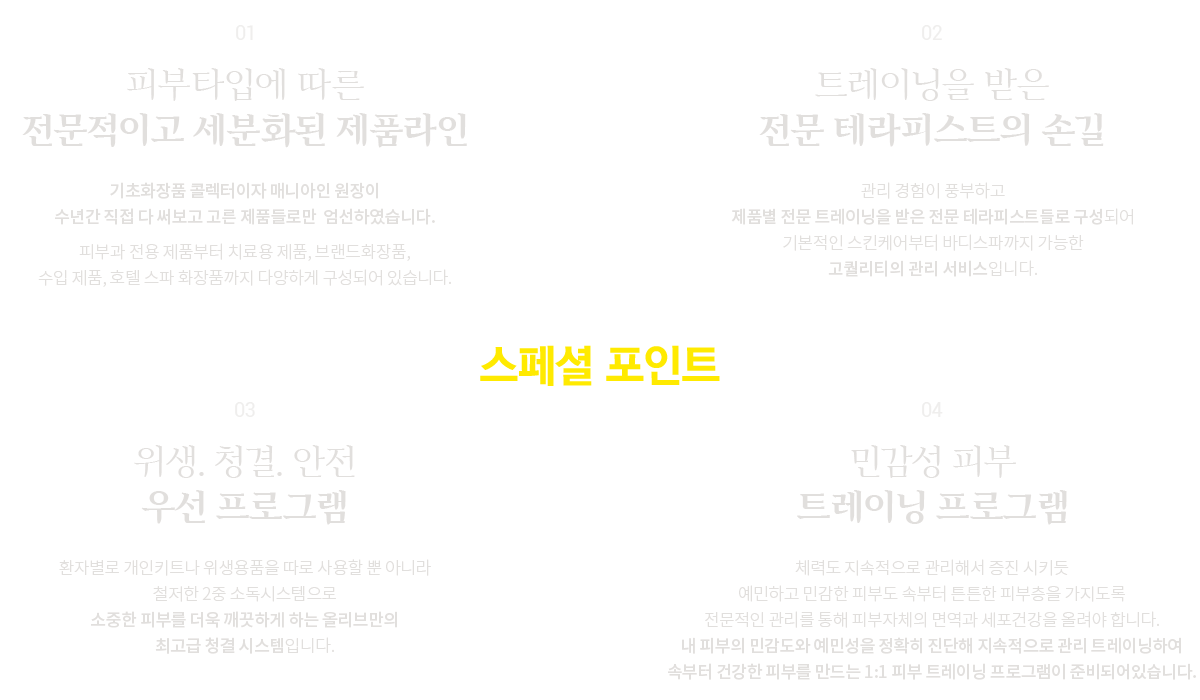 01
피부타입에 따른
전문적이고 세분화된 제품라인
기초화장품 콜렉터이자 매니아인 원장이
수년간 직접 다 써보고 고른 제품들로만 엄선하였습니다.
피부과 전용 제품부터 치료용 제품, 브랜드화장품,
수입 제품, 호텔 스파 화장품까지 다양하게 구성되어 있습니다.
02
트레이닝을 받은
전문 테라피스트의 손길
관리 경험이 풍부하고
제품별 전문 트레이닝을 받은 전문 테라피스트들로 구성되어
기본적인 스킨케어부터 바디스파까지 가능한
고퀄리티의 관리 서비스입니다.
스페셜 포인트
03
위생. 청결. 안전
우선 프로그램
환자별로 개인키트나 위생용품을 따로 사용할 뿐 아니라
철저한 2중 소독시스템으로
소중한 피부를 더욱 깨끗하게 하는 올리브만의
최고급 청결 시스템입니다.
04
민감성 피부
트레이닝 프로그램
체력도 지속적으로 관리해서 증진 시키듯
예민하고 민감한 피부도 속부터 튼튼한 피부층을 가지도록
전문적인 관리를 통해 피부자체의 면역과 세포건강을 올려야 합니다.
내 피부의 민감도와 예민성을 정확히 진단해 지속적으로 관리 트레이닝하여
속부터 건강한 피부를 만드는 1:1 피부 트레이닝 프로그램이 준비되어있습니다.